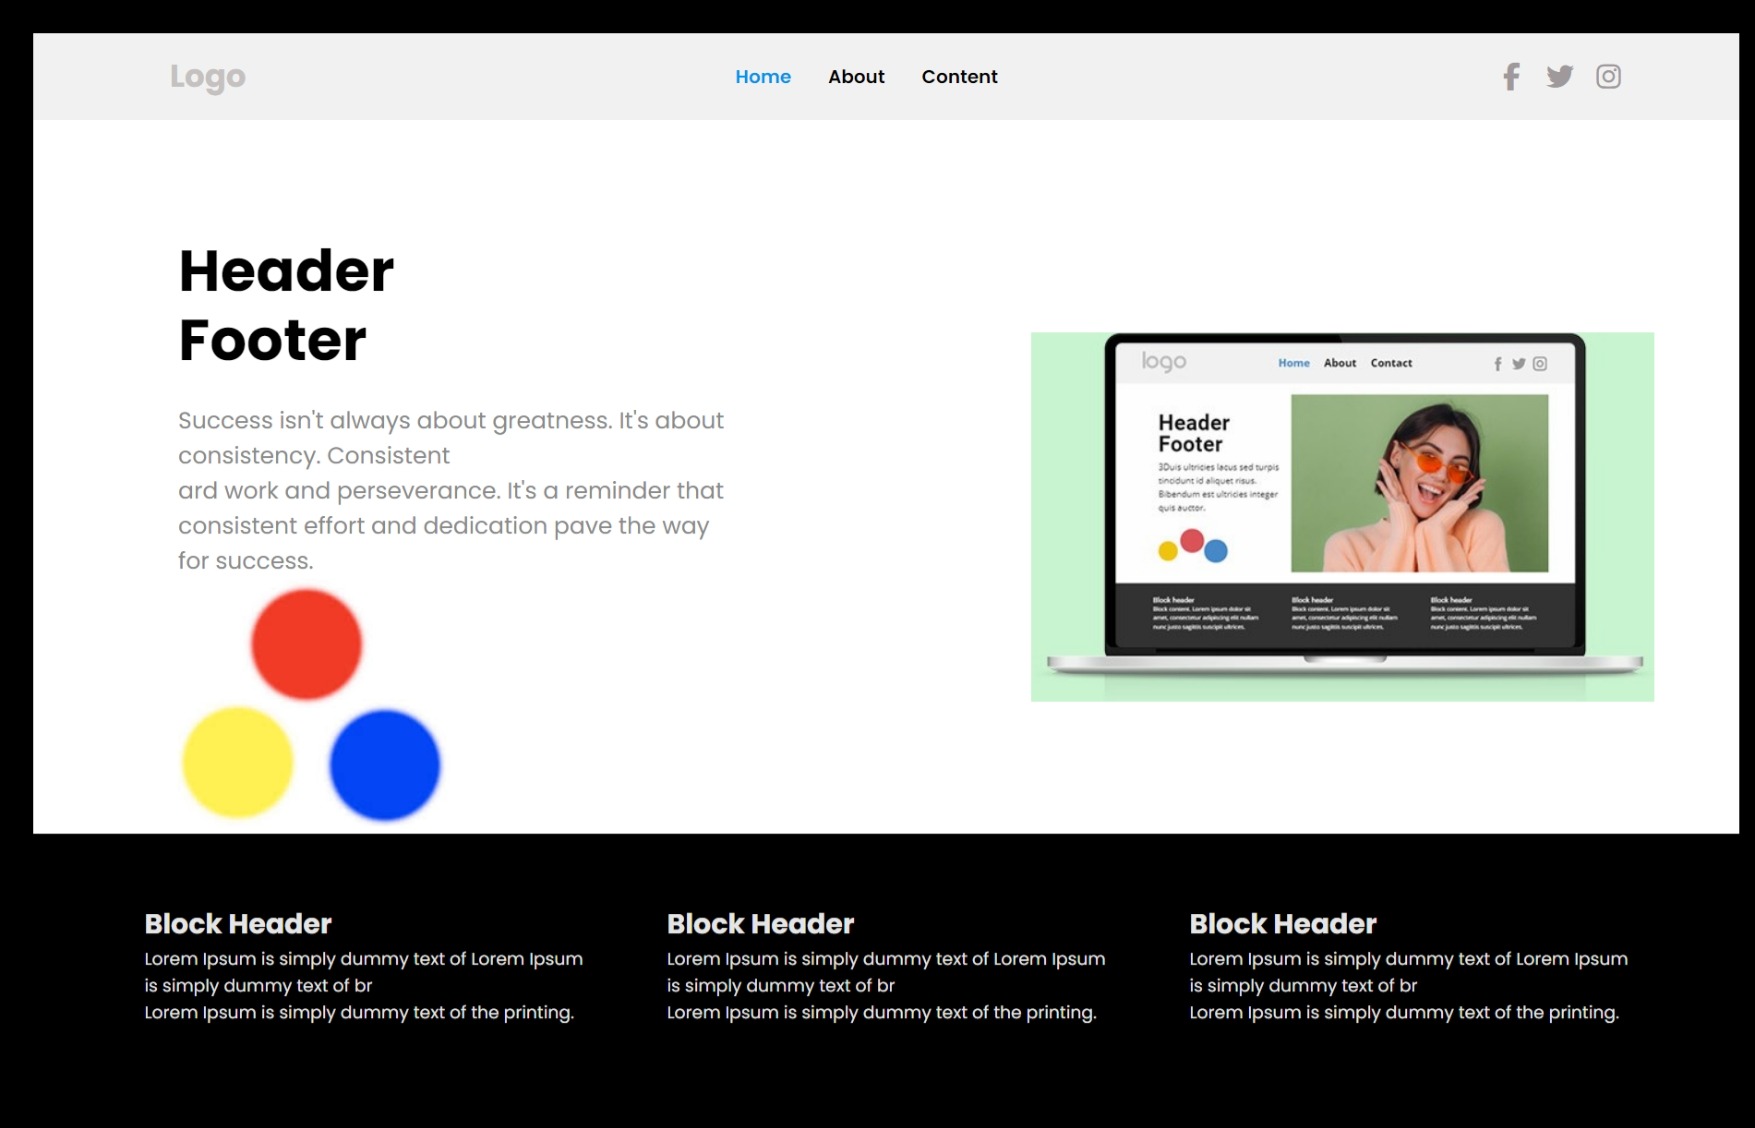 Logo
Home About Content
Header
Footer
Success isn't always about greatness. It's about
consistency. Consistent
ard work and perseverance. It's a reminder that
consistent effort and dedication pave the way
for success.
logo
Home About Contact
Header
Footer
3Duis ultricies lacus sed turpis
tincidunt id aliquet risus.
Bibendum est ultricies integer
quis auctor.
Block header
Block content. Lorem ipsum dolor sit
amet, consectetur adipiscing elit nullam
nunc justo sagittis suscipit ultrices.
Block header
Block content. Lorem ipsum dolor sit
amet, consectetur adipiscing elit nullam
nunc justo sagittis suscipit ultrices.
Block header
Block content. Lorem ipsum dolor sit
amet, consectetur adipiscing elit nullam
nunc justo sagittis suscipit ultrices.
Block Header
Lorem Ipsum is simply dummy text of Lorem Ipsum
is simply dummy text of br
Lorem Ipsum is simply dummy text of the printing.
Block Header
Lorem Ipsum is simply dummy text of Lorem Ipsum
is simply dummy text of br
Lorem Ipsum is simply dummy text of the printing.
Block Header
Lorem Ipsum is simply dummy text of Lorem Ipsum
is simply dummy text of br
Lorem Ipsum is simply dummy text of the printing.